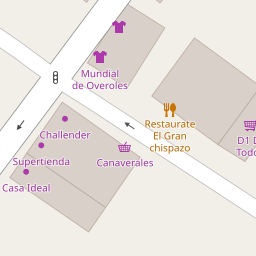 Mundial
de Overoles
Restaurate
El Gran
chispazo
D1 D
Todo
Challender
Canaverales
Supertienda
Casa Ideal